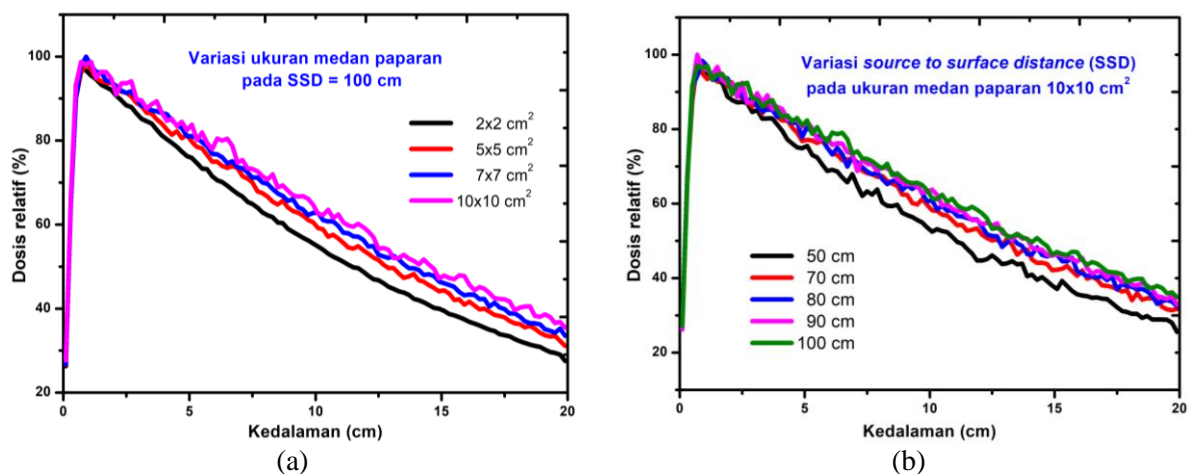 Variasi ukuran medan paparan
pada SSD = 100 cm
2x2 cm²
5x5 cm²
7x7 cm²
10x10 cm²
Dosis relatif (%)
100
80
60
40
20
0
5
10
15
20
Kedalaman (cm)
(a)
Variasi source to surface distance (SSD)
pada ukuran medan paparan 10x10 cm²
50 cm
70 cm
80 cm
90 cm
100 cm
Dosis relatif (%)
100
80
60
40
20
0
5
10
15
20
Kedalaman (cm)
(b)